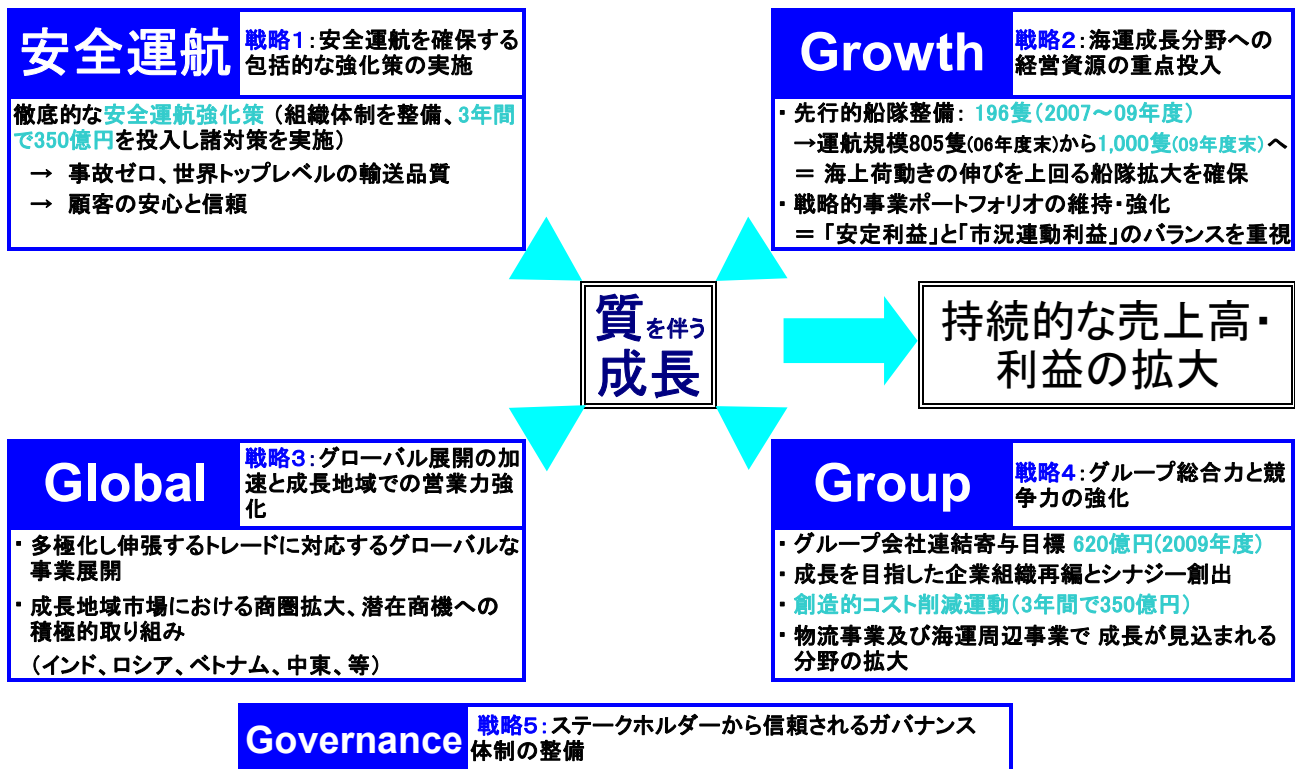 安全運航
戦略1：安全運航を確保する
包括的な強化策の実施
徹底的な安全運航強化策（組織体制を整備、3年間
で350億円を投入し諸対策を実施）
→ 事故ゼロ、世界トップレベルの輸送品質
→ 顧客の安心と信頼
Growth
戦略2：海運成長分野への
経営資源の重点投入
・先行的船隊整備： 196隻（2007～09年度）
→運航規模805隻(06年度末)から1,000隻(09年度末)へ
＝ 海上荷動きの伸びを上回る船隊拡大を確保
・戦略的事業ポートフォリオの維持・強化
＝「安定利益」と「市況連動利益」のバランスを重視
質を伴う
成長
持続的な売上高・
利益の拡大
Global
戦略3：グローバル展開の加
速と成長地域での営業力強
化
・多極化し伸張するトレードに対応するグローバルな
事業展開
・成長地域市場における商圏拡大、潜在商機への
積極的取り組み
（インド、ロシア、ベトナム、中東、等）
Group
戦略4：グループ総合力と競
争力の強化
・グループ会社連結寄与目標 620億円(2009年度)
・成長を目指した企業組織再編とシナジー創出
・創造的コスト削減運動（3年間で350億円）
・物流事業及び海運周辺事業で 成長が見込まれる
分野の拡大
Governance
戦略5：ステークホルダーから信頼されるガバナンス
体制の整備